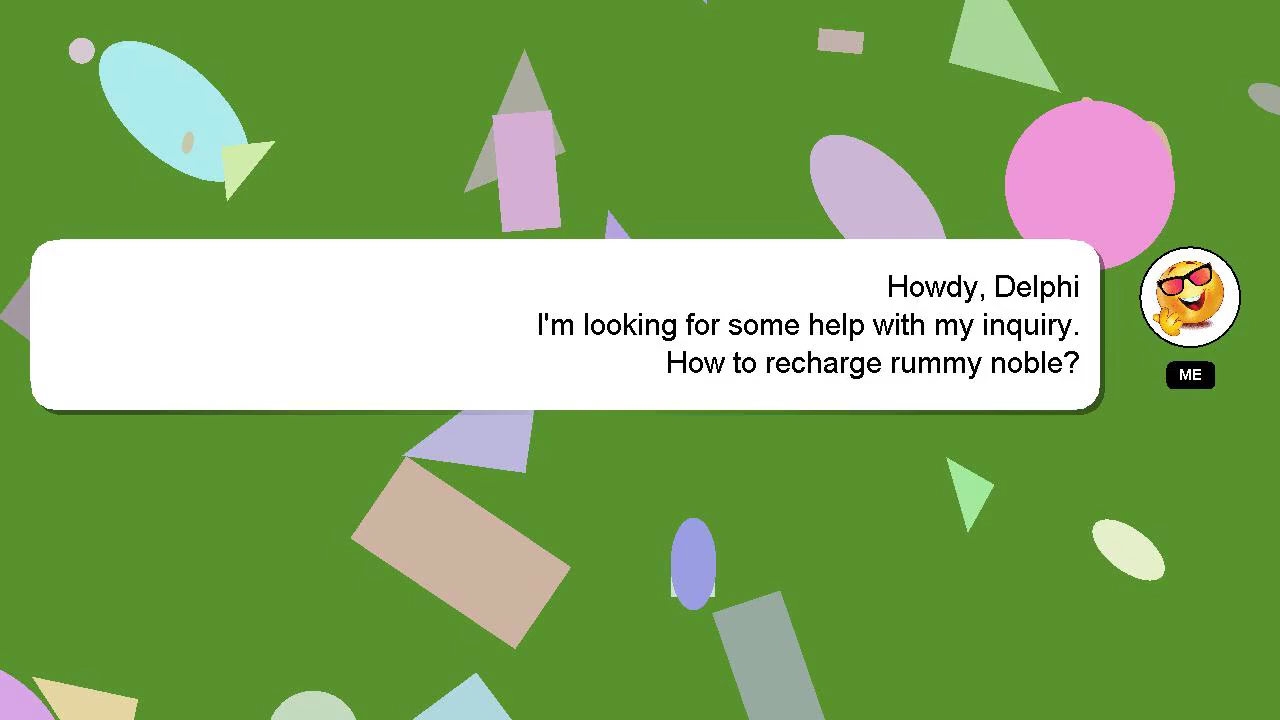 Howdy, Delphi
I'm looking for some help with my inquiry.
How to recharge rummy noble?
ME